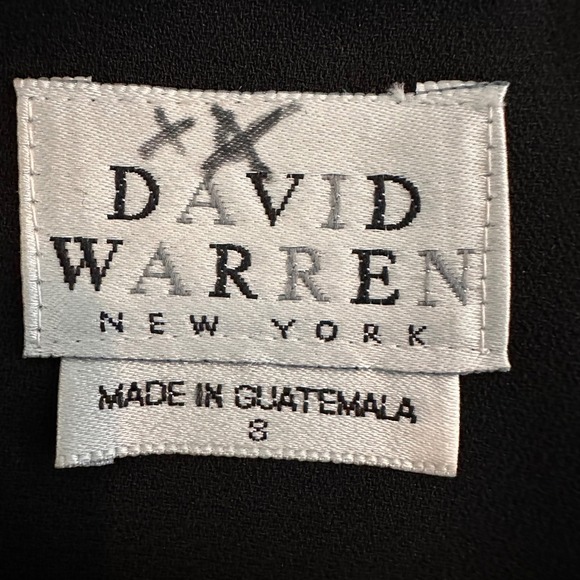 DAVID
WARREN
NEW YORK
MADE IN GUATEMALA
8